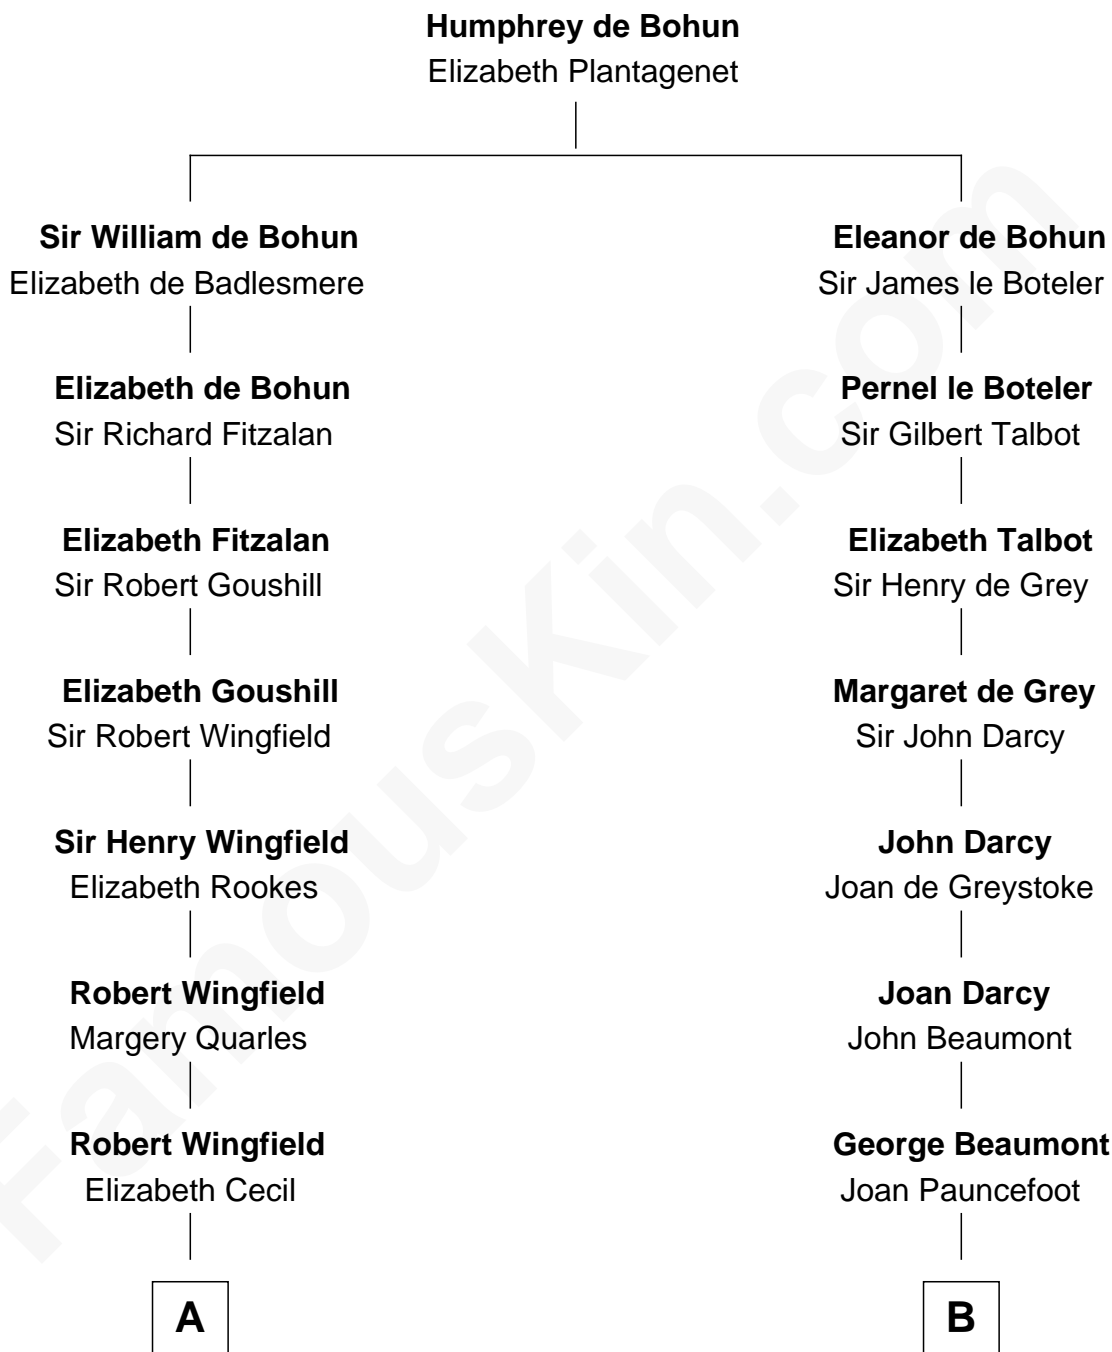 Humphrey de Bohun
Elizabeth Plantagenet
Sir William de Bohun
Elizabeth de Badlesmere
Eleanor de Bohun
Sir James le Boteler
Elizabeth de Bohun
Sir Richard Fitzalan
Pernel le Boteler
Sir Gilbert Talbot
Elizabeth Fitzalan
Sir Robert Goushill
Elizabeth Talbot
Sir Henry de Grey
Elizabeth Goushill
Sir Robert Wingfield
Margaret de Grey
Sir John Darcy
Sir Henry Wingfield
Elizabeth Rookes
John Darcy
Joan de Greystoke
Robert Wingfield
Margery Quarles
Joan Darcy
John Beaumont
Robert Wingfield
Elizabeth Cecil
George Beaumont
Joan Pauncefoot
A
B
FamousKin.com